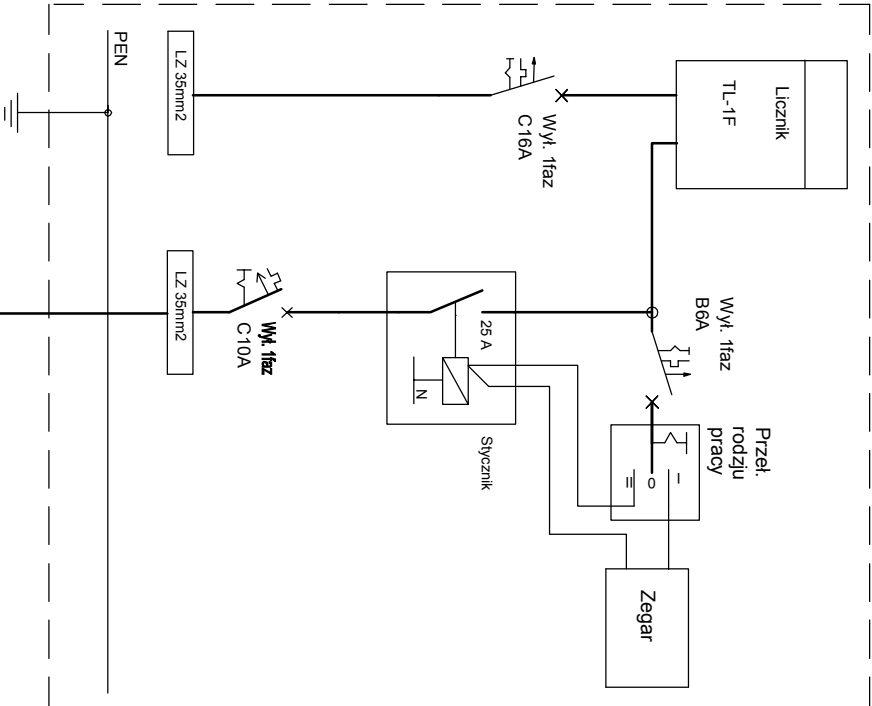 Licznik
TL-1F
Wył. 1faz
C16A
LZ 35mm2
PEN
Wył. 1faz
B6A
Przeł.
rodzju
pracy
I
0
II
Zegar
25 A
N
Stycznik
Wył. 1faz
C10A
LZ 35mm2